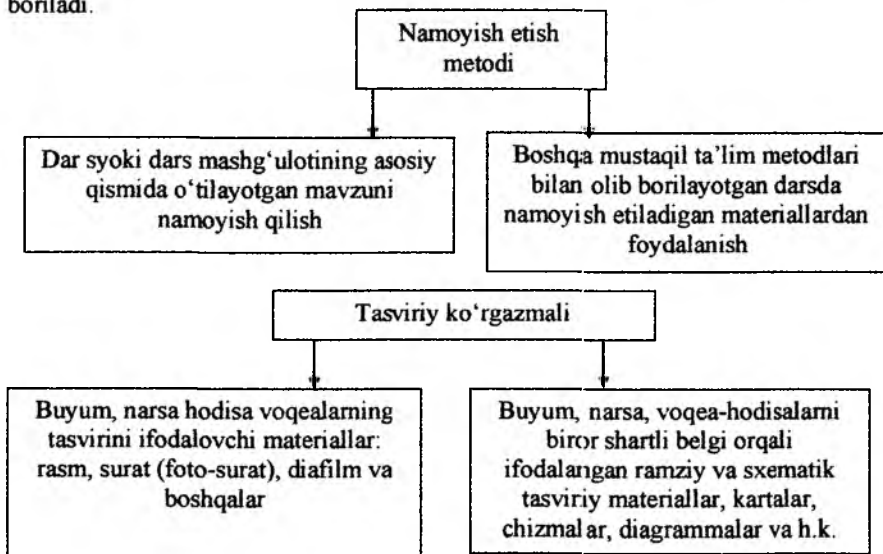 boriladi.
Namoyish etish
metodi
Dar syoki dars mashg‘ulotining asosiy
qismida o‘tilayotgan mavzuni
namoyish qilish
Boshqa mustaqil ta’lim metodlari
bilan olib borilayotgan darsda
namoyish etiladigan materiallardan
foydalanish
Tasviriy ko‘rgazmali
Buyum, narsa hodisa voqealarning
tasvirini ifodalovchi materiallar:
rasm, surat (foto-surat), diafilm va
boshqalar
Buyum, narsa, voqea-hodisalarni
biror shartli belgi orqali
ifodalangan ramziy va sxematik
tasviriy materiallar, kartalar,
chizmalar, diagrammalar va h.k.